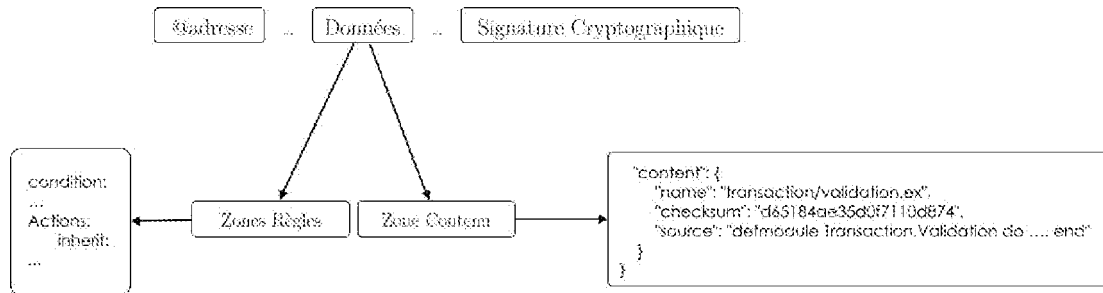 @adresse ... Données ... Signature Cryptographique
condition:
...
Actions:
inherit:
...
Zones Règles
Zone Contenu
"content": {
"name": "transaction/validation.ex",
"checksum": "d65184ae35d0f7110d874",
"source": "defmodule Transaction.Validation do .... end"
}
}